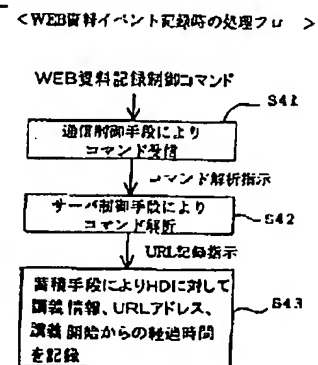 <WEB資料イベント記録時の処理フロー>
WEB資料記録制御コマンド
S41
通信制御手段により
コマンド受信
コマンド解析指示
サーバ制御手段により
コマンド解析
S42
URL記録指示
蓄積手段によりHDIに対して
講義情報、URLアドレス、
講義開始からの経過時間
を記録
S43